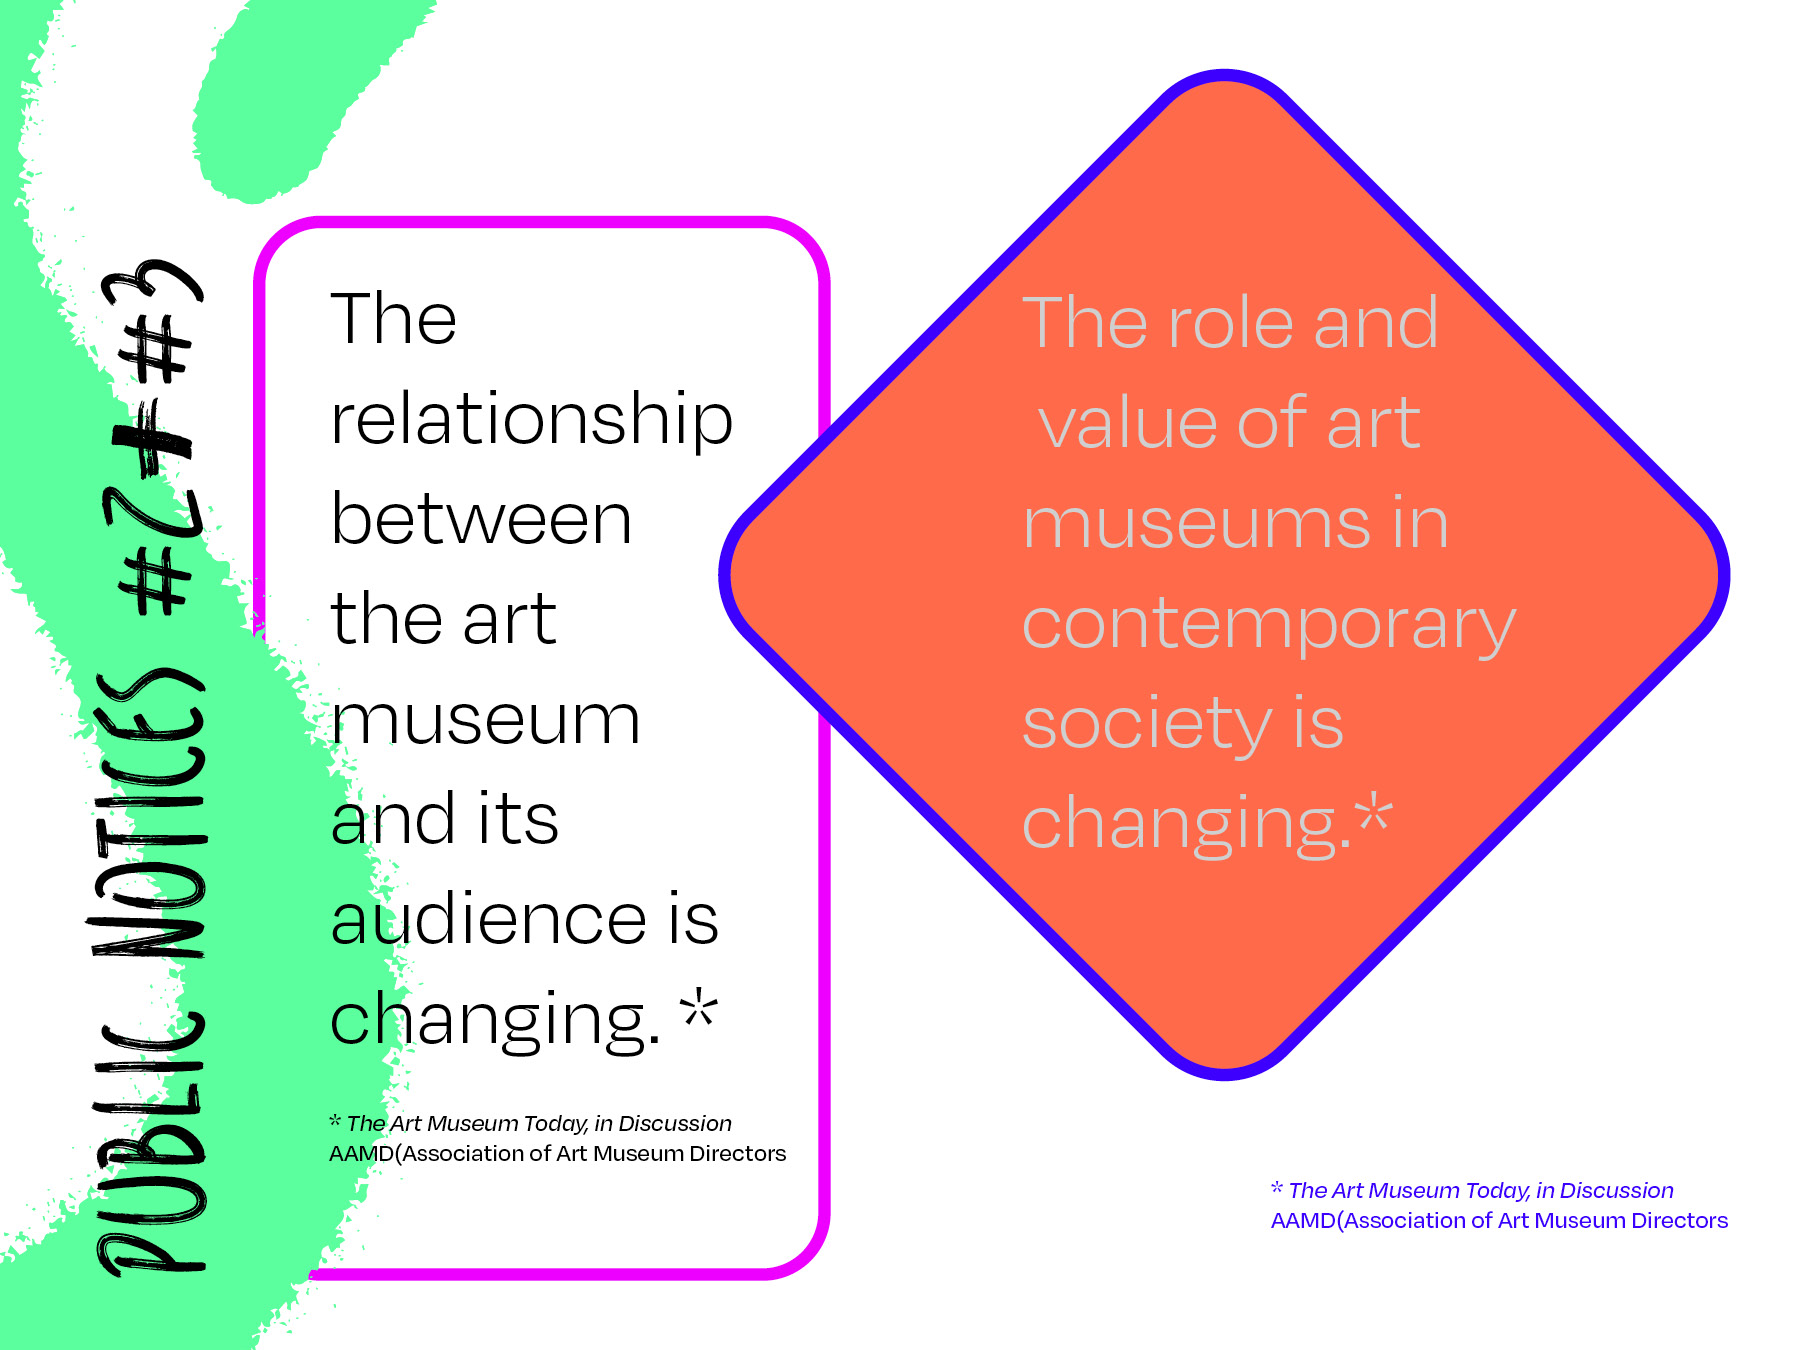 PUBLIC NOTICES #2 + #3
The
relationship
between
the art
museum
and its
audience is
changing. *
* The Art Museum Today, in Discussion
AAMD(Association of Art Museum Directors
The role and
value of art
museums in
contemporary
society is
changing.*
* The Art Museum Today, in Discussion
AAMD(Association of Art Museum Directors